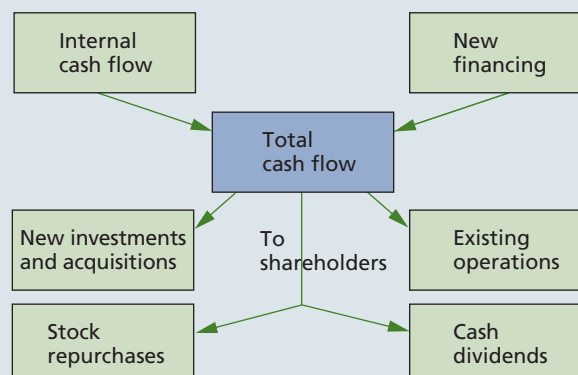 Internal
cash flow
New
financing
Total
cash flow
New investments
and acquisitions
To
shareholders
Existing
operations
Stock
repurchases
Cash
dividends